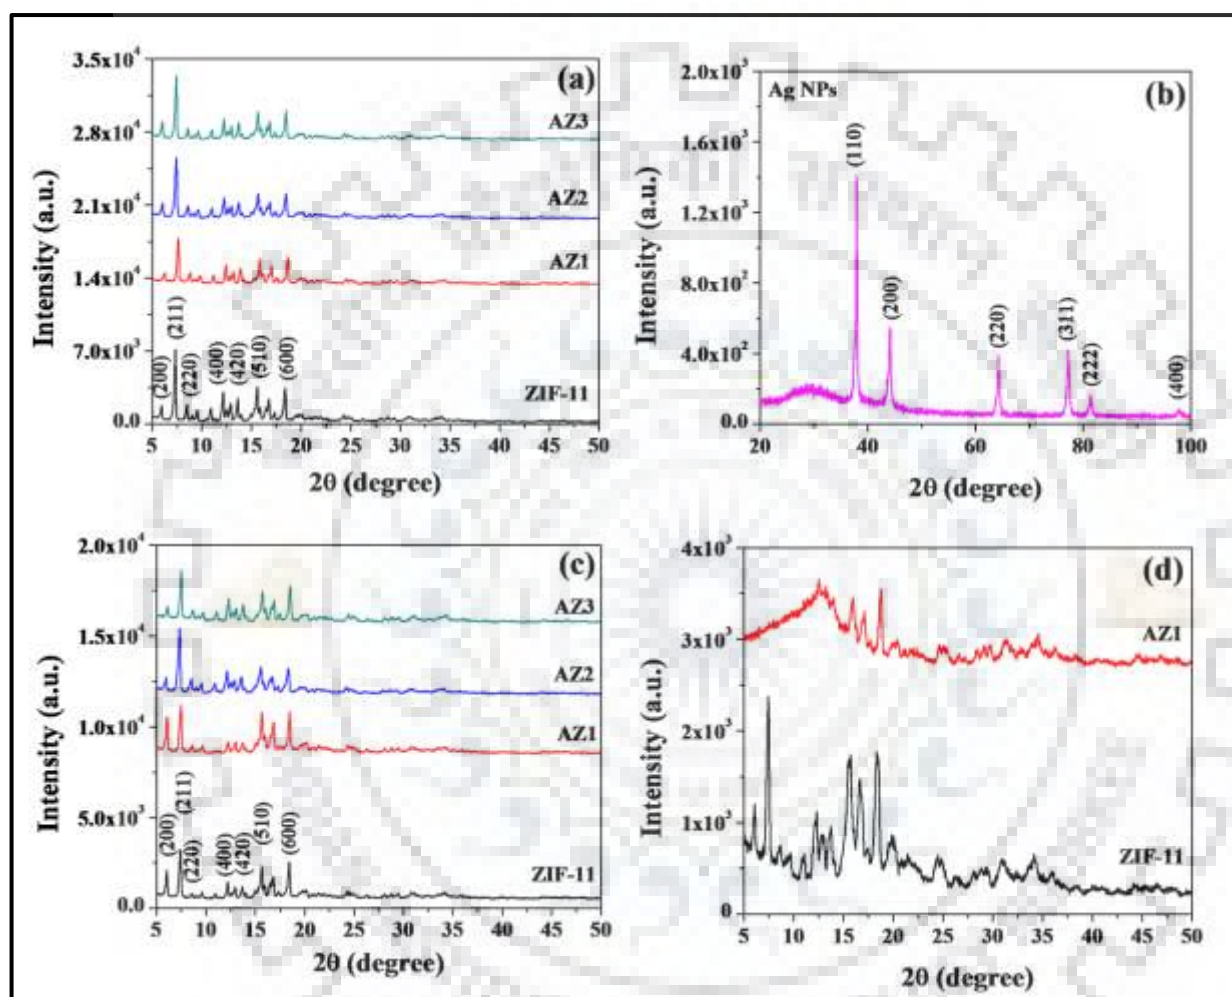 (a)
3.5x10⁴
2.8x10⁴
2.1x10⁴
1.4x10⁴
7.0x10³
0.0
Intensity (a.u.)
AZ3
AZ2
AZ1
ZIF-11
(200)
(211)
(220)
(400)
(420)
(510)
(600)
5 10 15 20 25 30 35 40 45 50
2θ (degree)
(b)
Ag NPs
2.0x10³
1.6x10³
1.2x10³
8.0x10²
4.0x10²
0.0
Intensity (a.u.)
(110)
(200)
(220)
(311)
(222)
(400)
20 40 60 80 100
2θ (degree)
(c)
2.0x10⁴
1.5x10⁴
1.0x10⁴
5.0x10³
0.0
Intensity (a.u.)
AZ3
AZ2
AZ1
ZIF-11
(200)
(211)
(220)
(400)
(420)
(510)
(600)
5 10 15 20 25 30 35 40 45 50
2θ (degree)
(d)
4x10³
3x10³
2x10³
1x10³
0
Intensity (a.u.)
AZ1
ZIF-11
5 10 15 20 25 30 35 40 45 50
2θ (degree)